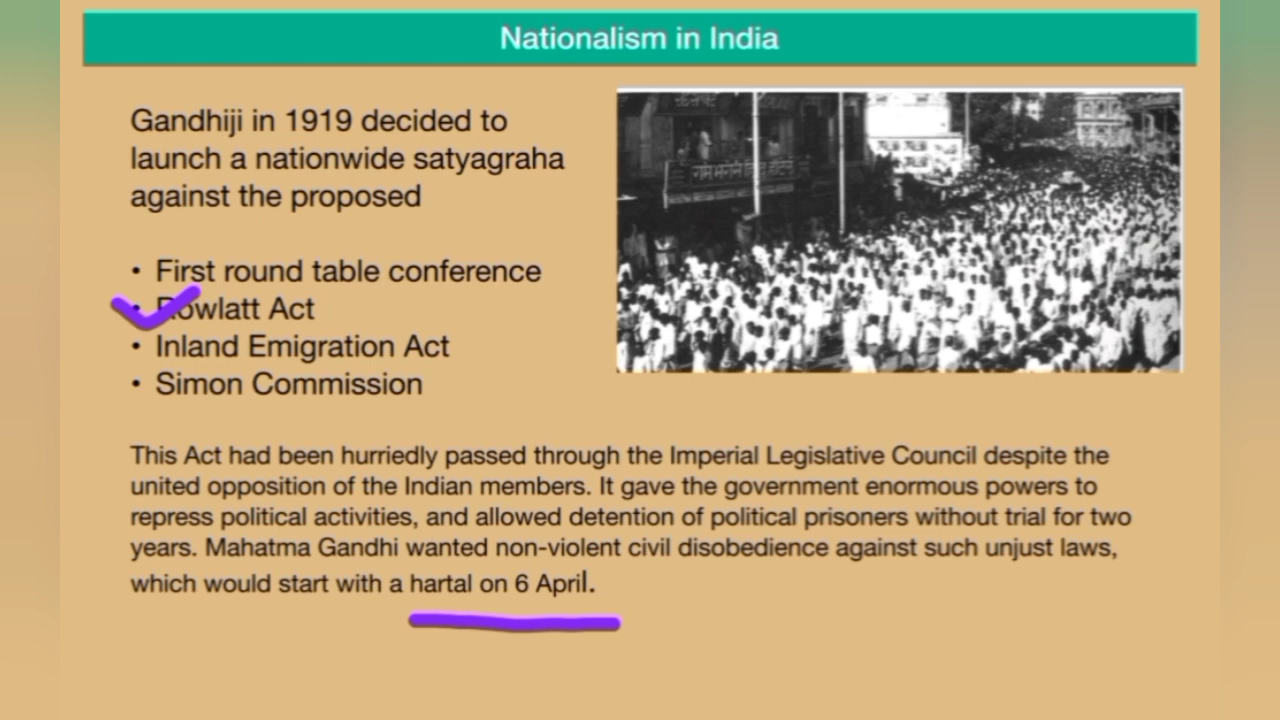 Nationalism in India
Gandhiji in 1919 decided to
launch a nationwide satyagraha
against the proposed
• First round table conference
• Rowlatt Act
• Inland Emigration Act
• Simon Commission
This Act had been hurriedly passed through the Imperial Legislative Council despite the
united opposition of the Indian members. It gave the government enormous powers to
repress political activities, and allowed detention of political prisoners without trial for two
years. Mahatma Gandhi wanted non-violent civil disobedience against such unjust laws,
which would start with a hartal on 6 April.